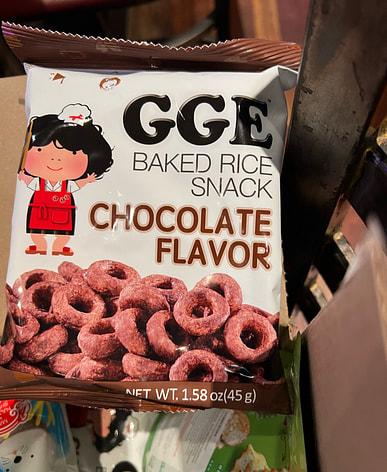 GGE
BAKED RICE
SNACK
CHOCOLATE
FLAVOR
NET WT. 1.58 oz(45 g)